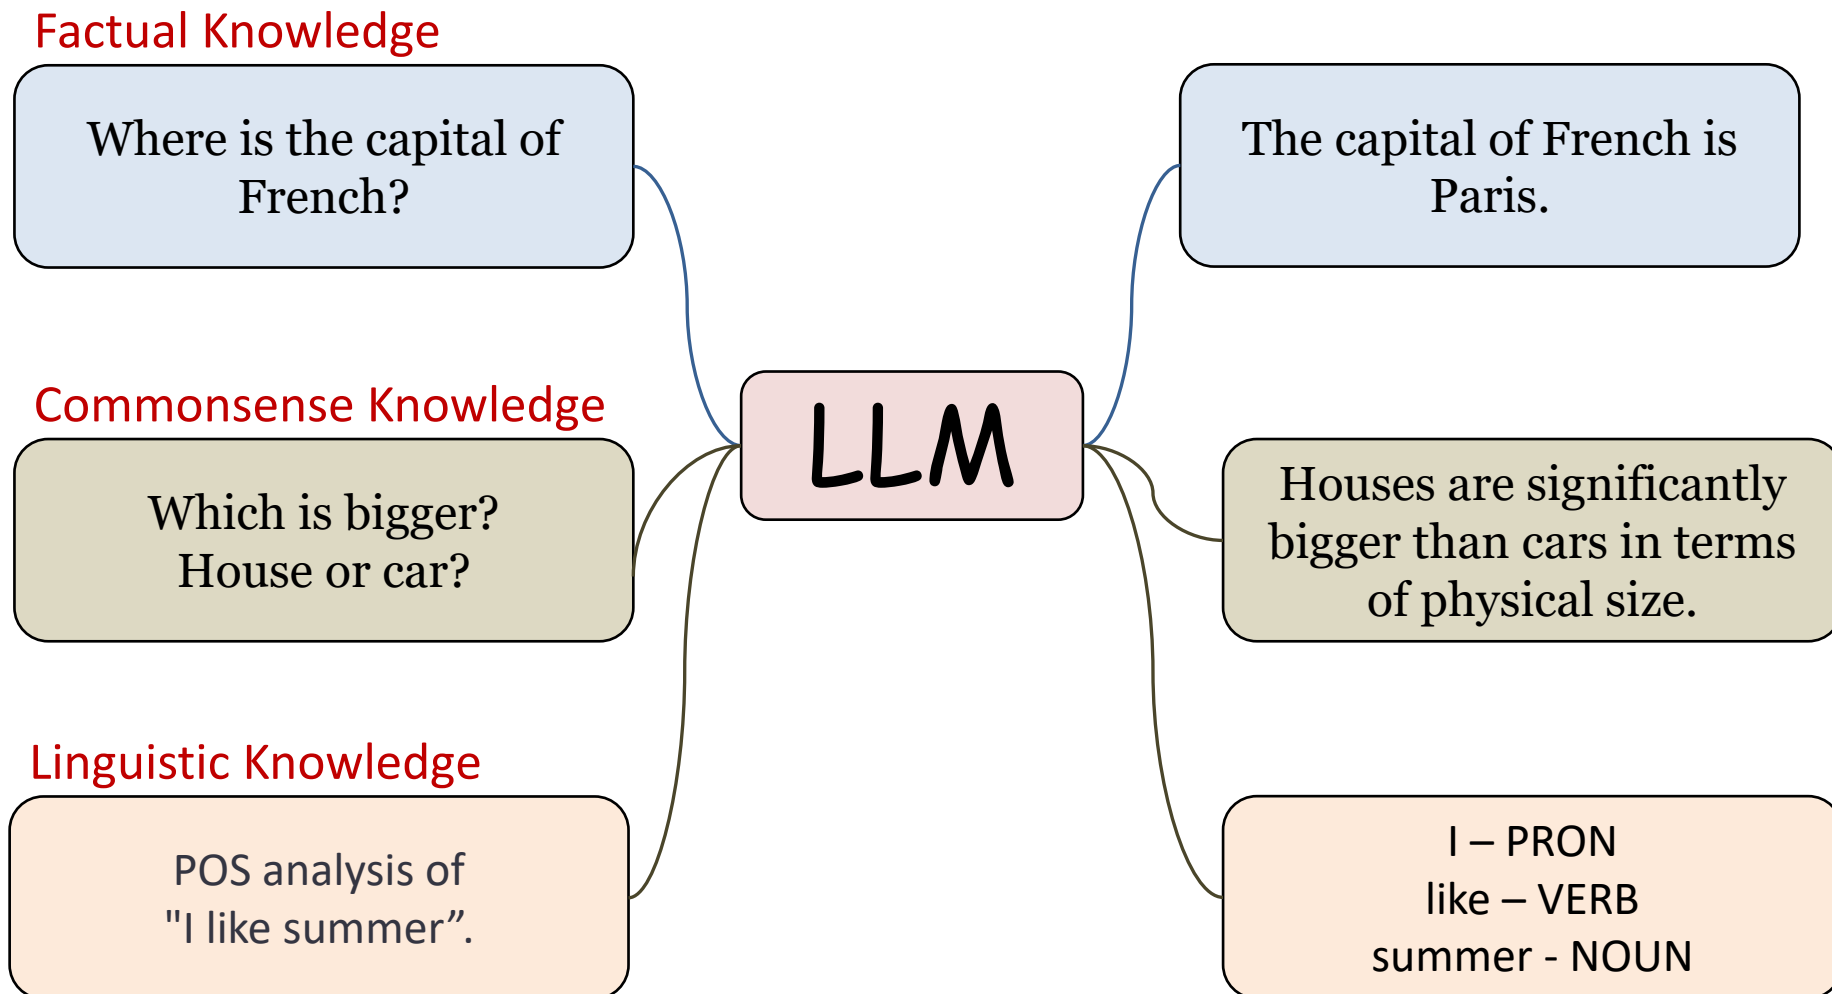 Factual Knowledge
Where is the capital of
French?
The capital of French is
Paris.
LLM
Commonsense Knowledge
Which is bigger?
House or car?
Houses are significantly
bigger than cars in terms
of physical size.
Linguistic Knowledge
POS analysis of
"I like summer”.
I – PRON
like – VERB
summer - NOUN